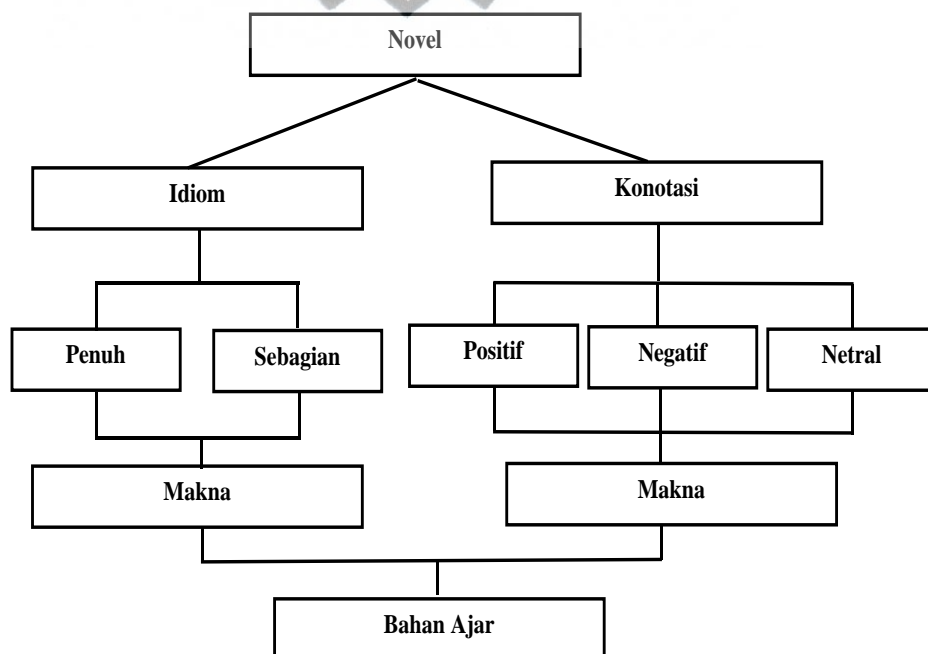 Novel
Idiom
Konotasi
Penuh
Sebagian
Positif
Negatif
Netral
Makna
Makna
Bahan Ajar